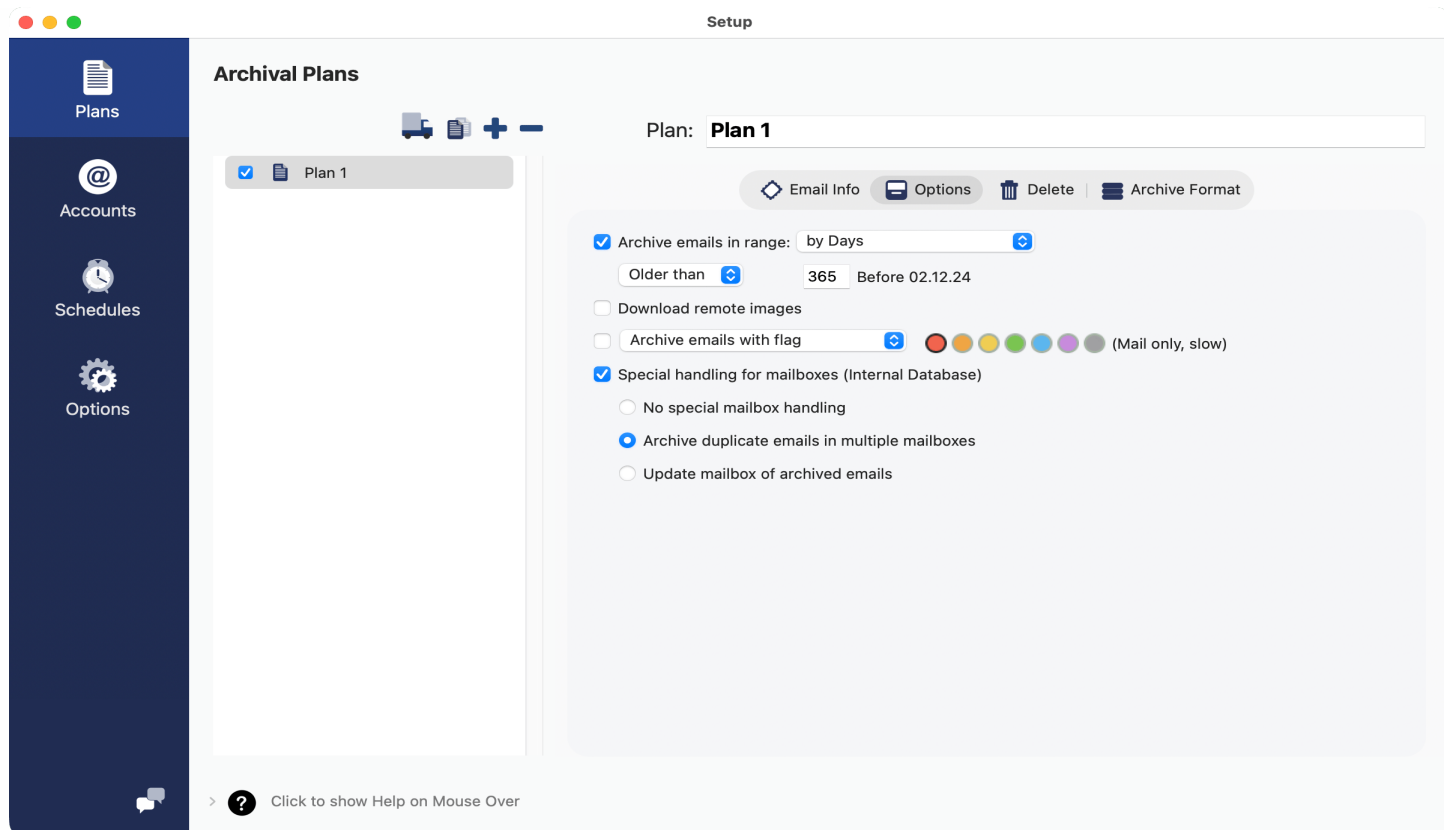 Setup
Plans
Accounts
Schedules
Options
Archival Plans
Plan 1
Plan: Plan 1
Email Info Options Delete Archive Format
Archive emails in range: by Days
Older than 365 Before 02.12.24
Download remote images
Archive emails with flag (Mail only, slow)
Special handling for mailboxes (Internal Database)
No special mailbox handling
Archive duplicate emails in multiple mailboxes
Update mailbox of archived emails
? Click to show Help on Mouse Over